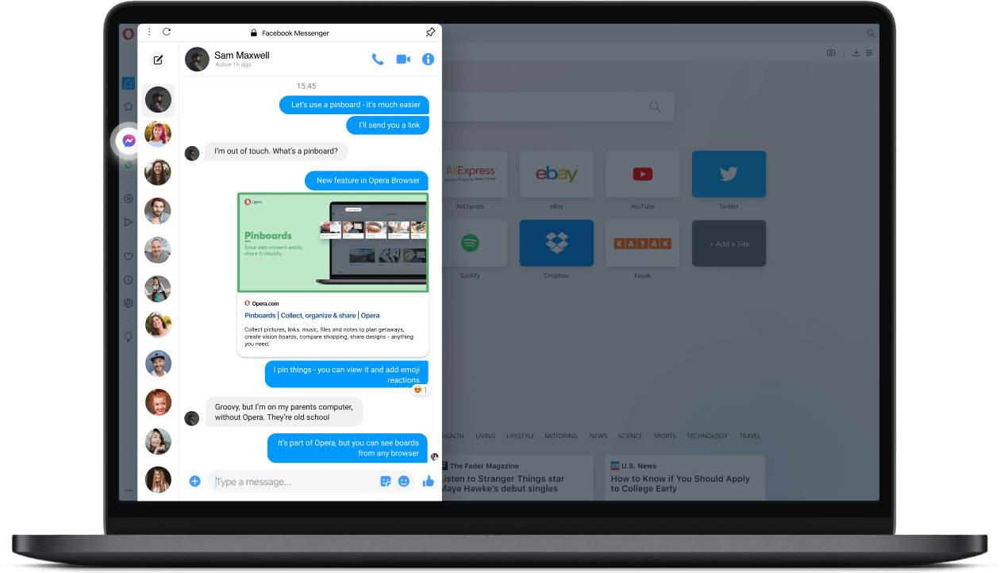 Facebook Messenger
Sam Maxwell
Active 1h ago
15:45
Let's use a pinboard - it's much easier
I'll send you a link
I'm out of touch. What's a pinboard?
New feature in Opera Browser
Opera
Pinboards
Save web content easily,
share it visually.
Opera.com
Pinboards | Collect, organize & share | Opera
Collect pictures, links, music, files and notes to plan getaways,
create vision boards, compare shopping, share designs - anything
you need.
I pin things - you can view it and add emoji
reactions
1
Groovy, but I'm on my parents computer,
without Opera. They're old school
It's part of Opera, but you can see boards
from any browser
Type a message...
AliExpress
Smarter Shopping, Better Living!
ebay
AliExpress
eBay
YouTube
Twitter
KAYAK
+ Add a Site
Spotify
Dropbox
Kayak
HEALTH LIVING LIFESTYLE MOTORING NEWS SCIENCE SPORTS TECHNOLOGY TRAVEL
The Fader Magazine
Listen to Stranger Things star
Maya Hawke's debut singles
U.S. News
How to Know if You Should Apply
to College Early